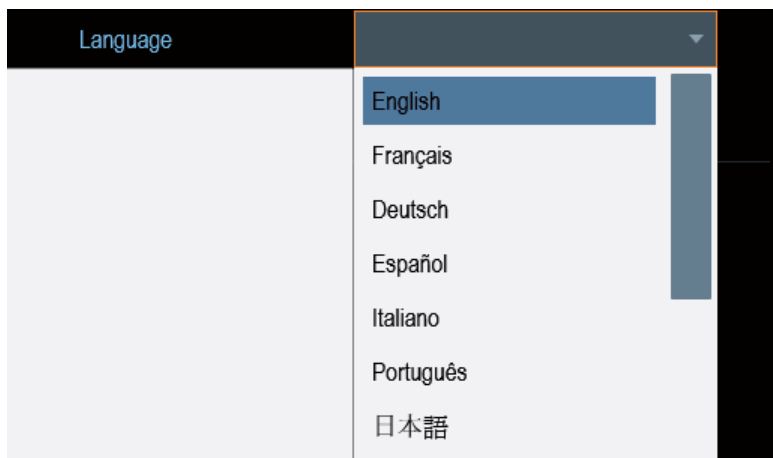 Language
English
Français
Deutsch
Español
Italiano
Português
日本語